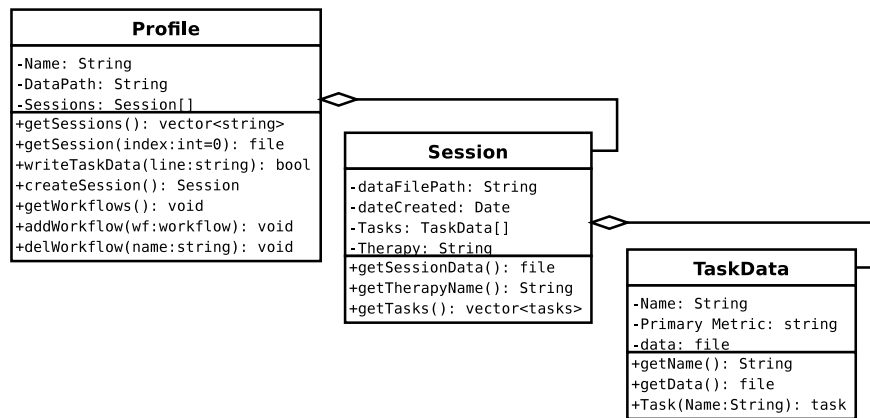 Profile
-Name: String
-DataPath: String
-Sessions: Session[]
+getSessions(): vector<string>
+getSession(index:int=0): file
+writeTaskData(line:string): bool
+createSession(): Session
+getWorkflows(): void
+addWorkflow(wf:workflow): void
+delWorkflow(name:string): void
Session
-dataFilePath: String
-dateCreated: Date
-Tasks: TaskData[]
-Therapy: String
+getSessionData(): file
+getTherapyName(): String
+getTasks(): vector<tasks>
TaskData
-Name: String
-Primary Metric: string
-data: file
+getName(): String
+getData(): file
+Task(Name:String): task